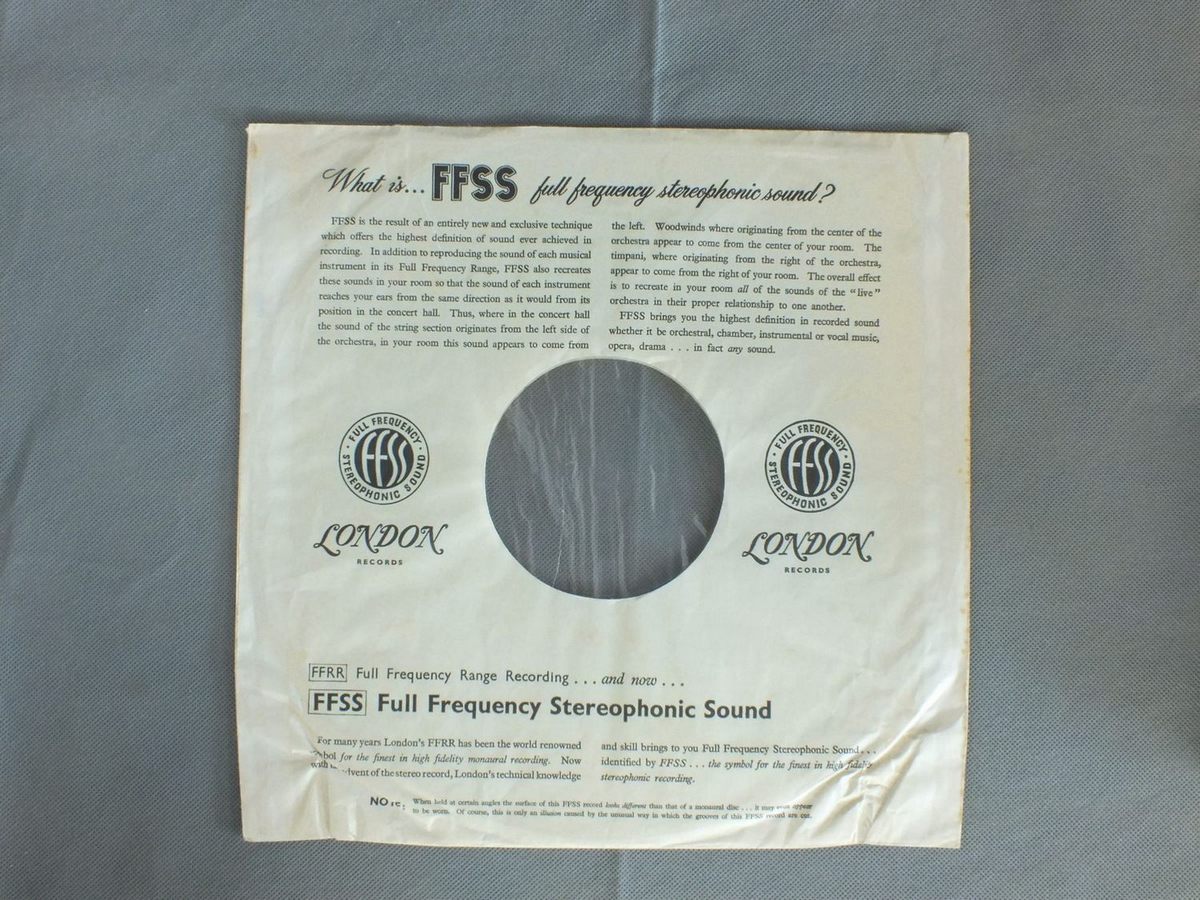 What is... FFSS full frequency stereophonic sound?
FFSS is the result of an entirely new and exclusive technique
which offers the highest definition of sound ever achieved in
recording. In addition to reproducing the sound of each musical
instrument in its Full Frequency Range, FFSS also recreates
these sounds in your room so that the sound of each instrument
reaches your ears from the same direction as it would from its
position in the concert hall. Thus, where in the concert hall
the sound of the string section originates from the left side of
the orchestra, in your room this sound appears to come from
the left. Woodwinds where originating from the center of the
orchestra appear to come from the center of your room. The
timpani, where originating from the right of the orchestra,
appear to come from the right of your room. The overall effect
is to recreate in your room all of the sounds of the "live"
orchestra in their proper relationship to one another.
FFSS brings you the highest definition in recorded sound
whether it be orchestral, chamber, instrumental or vocal music,
opera, drama . . . in fact any sound.
FULL FREQUENCY
FFSS
STEREOPHONIC SOUND
LONDON
RECORDS
FULL FREQUENCY
FFSS
STEREOPHONIC SOUND
LONDON
RECORDS
FFRR Full Frequency Range Recording ... and now ...
FFSS Full Frequency Stereophonic Sound
For many years London's FFRR has been the world renowned
for the finest in high fidelity monaural recording. Now
with of the stereo record, London's technical knowledge
and skill brings to you Full Frequency Stereophonic Sound...
identified by FFSS ... the symbol for the finest in high fidelity
stereophonic recording.
NOTE: When held at certain angles the surface of this FFSS record looks different than that of a monaural disc ... it may even appear
to be worn. Of course, this is only an illusion caused by the unusual way in which the grooves of this FFSS record are cut.